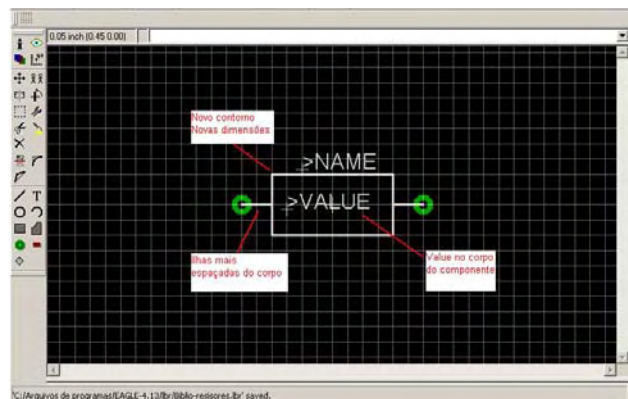 0.05 inch (0.45 0.00)
Novo contorno
Novas dimensões
>NAME
>VALUE
Ilhas mais
espaçadas do corpo
Value no corpo
do componente
'C:/Arquivos de programas/EAGLE-4.13/lbr/Biblio-resisores.lbr' saved.